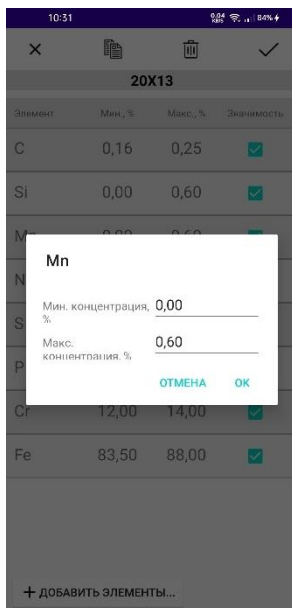 10:31 0,04 KB/S 84%
20X13
Элемент Мин., % Макс., % Значимость
C 0,16 0,25
Si 0,00 0,60
Mn
Mn
N
Мин. концентрация, % 0,00
S
Макс. концентрация, % 0,60
P
ОТМЕНА OK
Cr 12,00 14,00
Fe 83,50 88,00
+ ДОБАВИТЬ ЭЛЕМЕНТЫ...